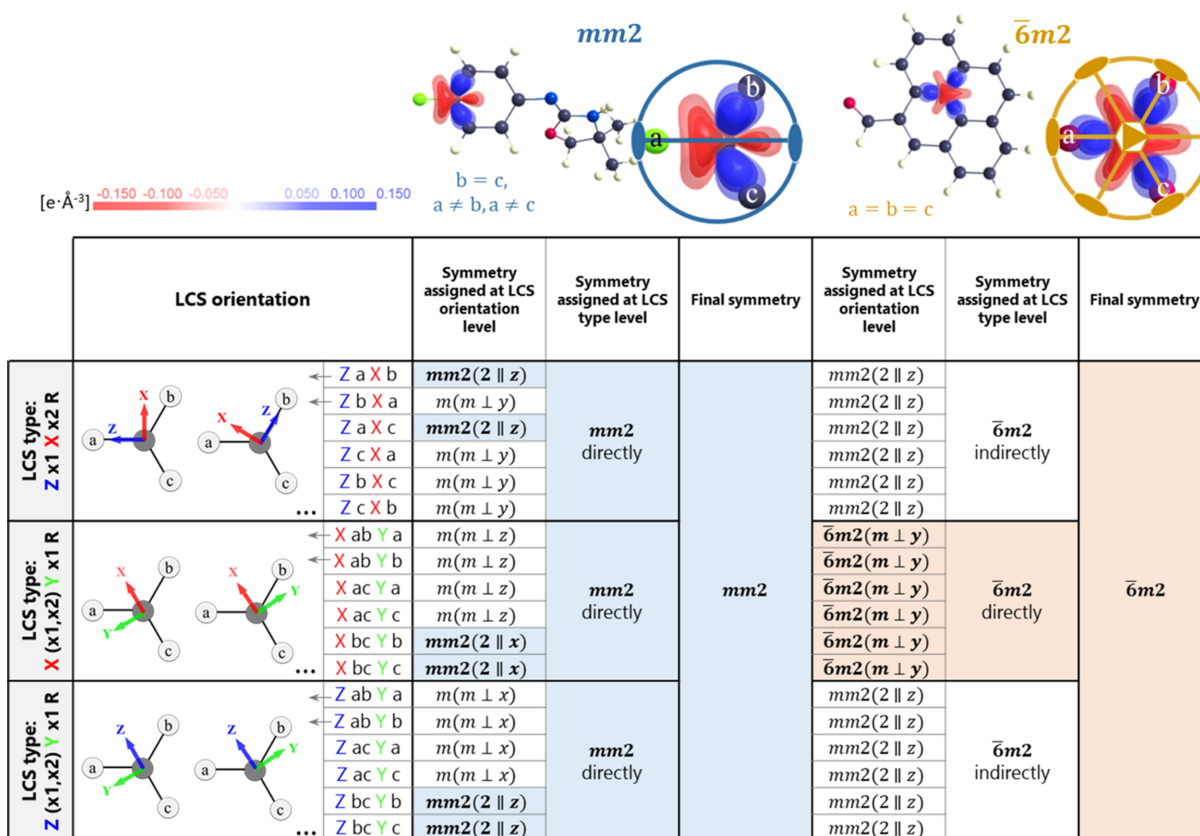 mm2
6̅m2
a
b
c
b = c,
a ≠ b, a ≠ c
a
b
c
a = b = c
[e·Å⁻³]
-0.150 -0.100 -0.050 0.050 0.100 0.150
LCS orientation
Symmetry assigned at LCS orientation level
Symmetry assigned at LCS type level
Final symmetry
Symmetry assigned at LCS orientation level
Symmetry assigned at LCS type level
Final symmetry
LCS type:
Z x1 X x2 R
a b c X Z
a b c X Z
...
Z a X b mm2(2 ∥ z) mm2(2 ∥ z)
Z b X a m(m ⊥ y) mm2(2 ∥ z)
Z a X c mm2(2 ∥ z) mm2(2 ∥ z)
Z c X a m(m ⊥ y) mm2(2 ∥ z)
Z b X c m(m ⊥ y) mm2(2 ∥ z)
Z c X b m(m ⊥ y) mm2(2 ∥ z)
mm2
directly
6̅m2
indirectly
LCS type:
X (x1,x2) Y x1 R
a b c X Y
a b c X Y
...
X ab Y a m(m ⊥ z) 6̅m2(m ⊥ y)
X ab Y b m(m ⊥ z) 6̅m2(m ⊥ y)
X ac Y a m(m ⊥ z) 6̅m2(m ⊥ y)
X ac Y c m(m ⊥ z) 6̅m2(m ⊥ y)
X bc Y b mm2(2 ∥ x) 6̅m2(m ⊥ y)
X bc Y c mm2(2 ∥ x) 6̅m2(m ⊥ y)
mm2
directly
mm2
6̅m2
directly
6̅m2
LCS type:
Z (x1,x2) Y x1 R
a b c Z Y
a b c Z Y
...
Z ab Y a m(m ⊥ x) mm2(2 ∥ z)
Z ab Y b m(m ⊥ x) mm2(2 ∥ z)
Z ac Y a m(m ⊥ x) mm2(2 ∥ z)
Z ac Y c m(m ⊥ x) mm2(2 ∥ z)
Z bc Y b mm2(2 ∥ z) mm2(2 ∥ z)
Z bc Y c mm2(2 ∥ z) mm2(2 ∥ z)
mm2
directly
6̅m2
indirectly